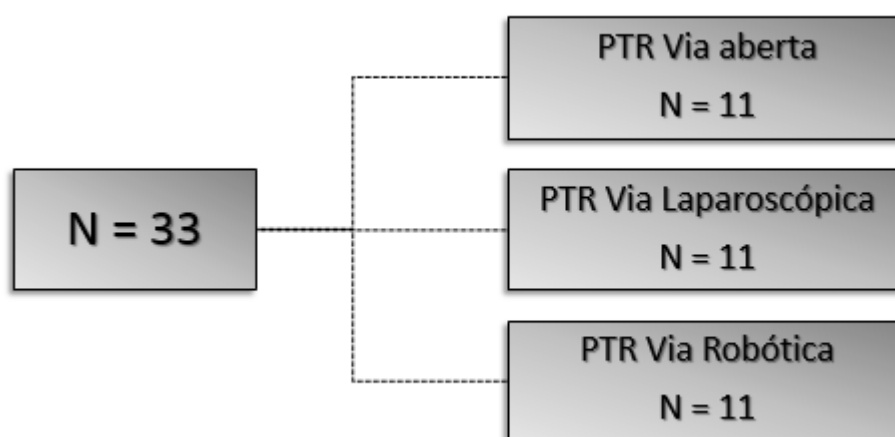 N = 33
PTR Via aberta
N = 11
PTR Via Laparoscópica
N = 11
PTR Via Robótica
N = 11